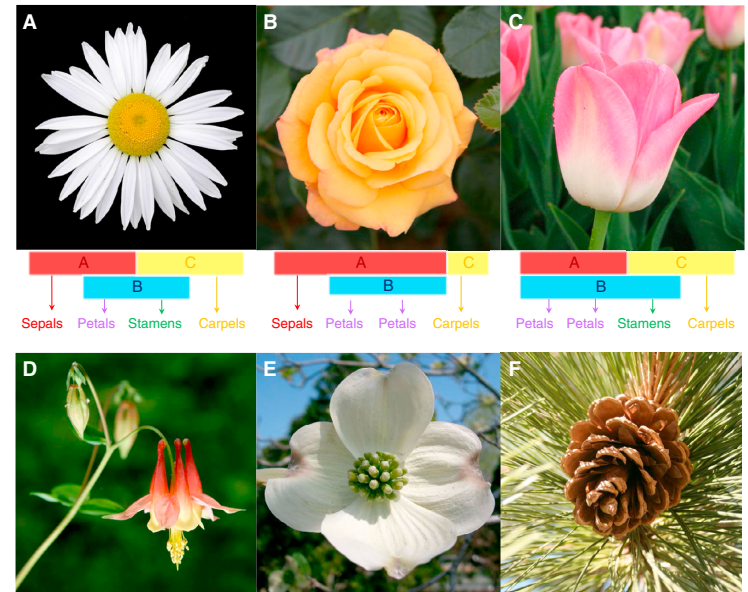 A B C
A C A C A C
B B B
Sepals Petals Stamens Carpels Sepals Petals Petals Carpels Petals Petals Stamens Carpels
D E F